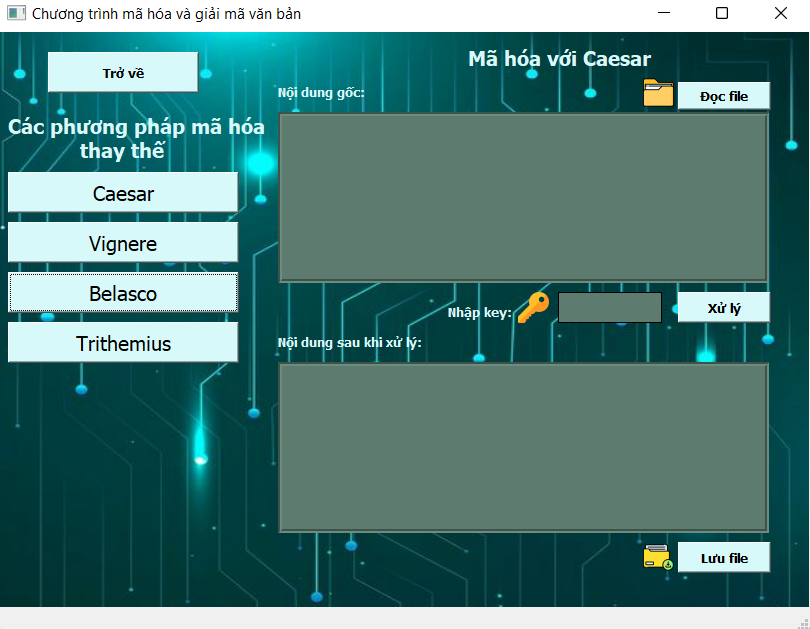 Chương trình mã hóa và giải mã văn bản
Trở về
Các phương pháp mã hóa
thay thế
Caesar
Vignere
Belasco
Trithemius
Mã hóa với Caesar
Nội dung gốc:
Đọc file
Nhập key:
Xử lý
Nội dung sau khi xử lý:
Lưu file